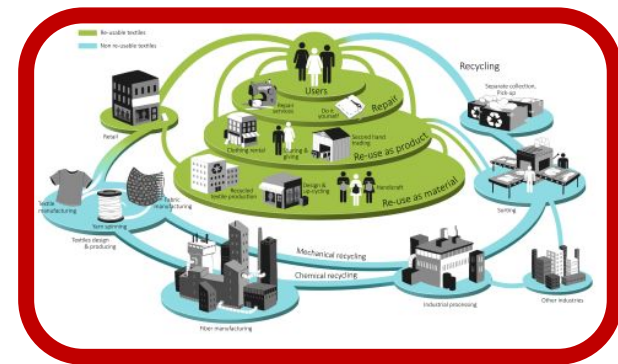 Re-usable textiles
Non re-usable textiles
Users
Recycling
Separate collection,
Pick-up
Repair
services
Do it
yourself
Repair
Retail
Clothing rental
giving
Second hand
trading
Re-use as product
Recycled
textile production
Design &
up-cycling
handicraft
Re-use as material
Textile
manufacturing
Fabric
manufacturing
Yarn spinning
Textiles design
& producing
Sorting
Mechanical recycling
Chemical recycling
Fiber manufacturing
Industrial processing
Other industries